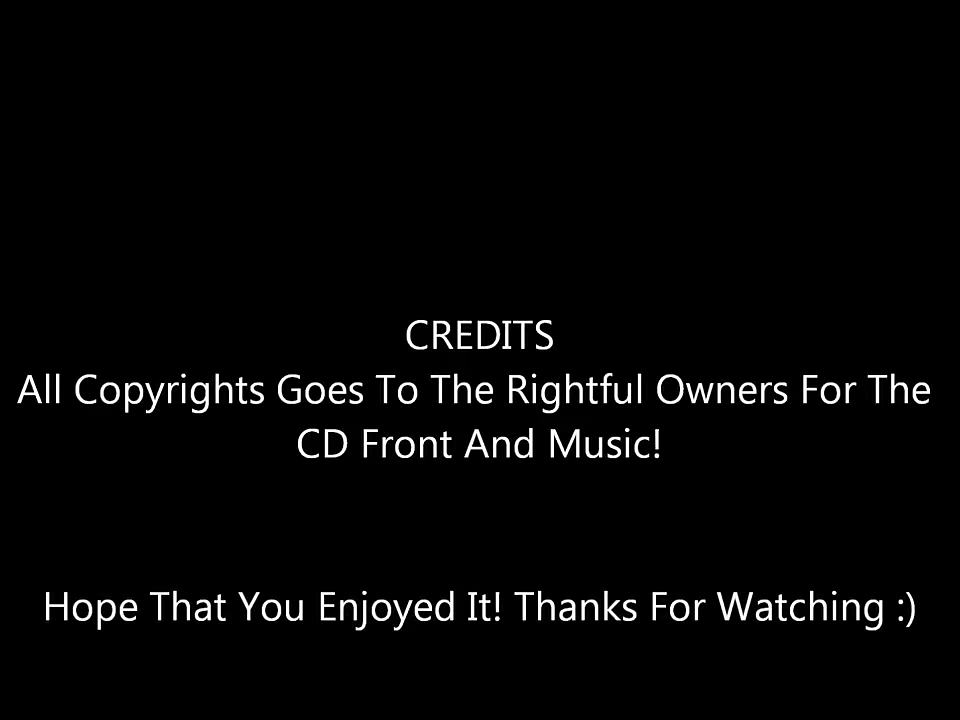 CREDITS
All Copyrights Goes To The Rightful Owners For The
CD Front And Music!
Hope That You Enjoyed It! Thanks For Watching :)